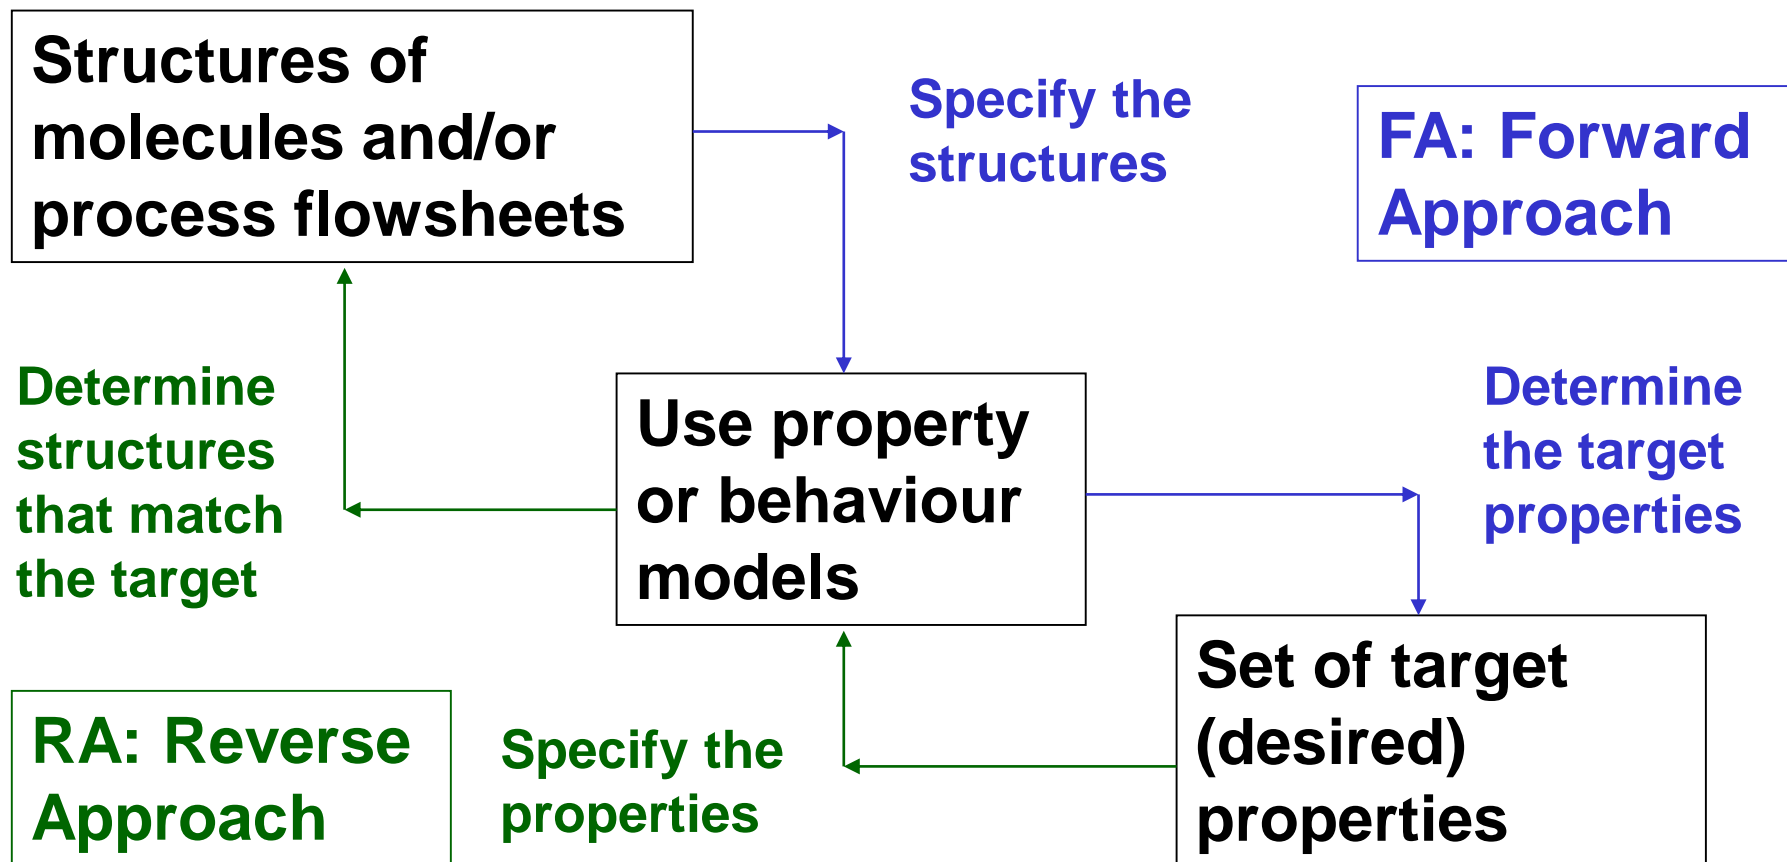 Structures of
molecules and/or
process flowsheets
Specify the
structures
FA: Forward
Approach
Determine
structures
that match
the target
Use property
or behaviour
models
Determine
the target
properties
RA: Reverse
Approach
Specify the
properties
Set of target
(desired)
properties